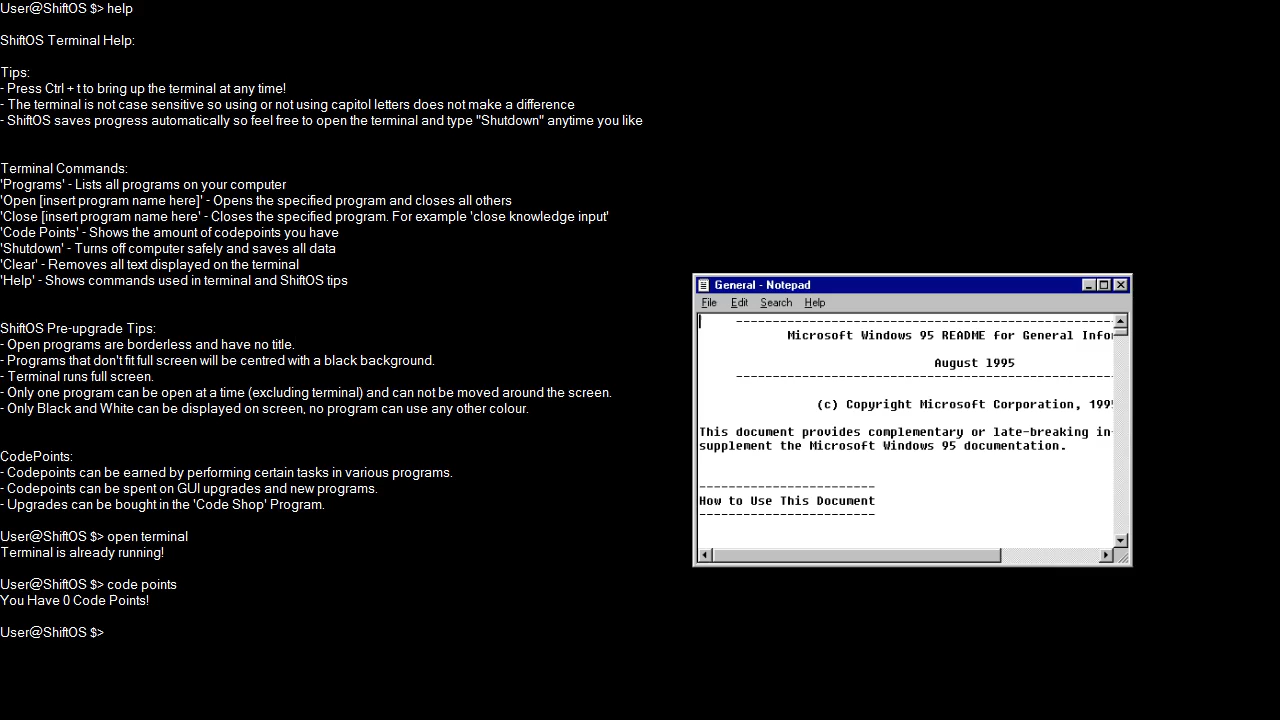 User@ShiftOS $> help
ShiftOS Terminal Help:
Tips:
- Press Ctrl + t to bring up the terminal at any time!
- The terminal is not case sensitive so using or not using capitol letters does not make a difference
- ShiftOS saves progress automatically so feel free to open the terminal and type "Shutdown" anytime you like
Terminal Commands:
'Programs' - Lists all programs on your computer
'Open [insert program name here]' - Opens the specified program and closes all others
'Close [insert program name here' - Closes the specified program. For example 'close knowledge input'
'Code Points' - Shows the amount of codepoints you have
'Shutdown' - Turns off computer safely and saves all data
'Clear' - Removes all text displayed on the terminal
'Help' - Shows commands used in terminal and ShiftOS tips
ShiftOS Pre-upgrade Tips:
- Open programs are borderless and have no title.
- Programs that don't fit full screen will be centred with a black background.
- Terminal runs full screen.
- Only one program can be open at a time (excluding terminal) and can not be moved around the screen.
- Only Black and White can be displayed on screen, no program can use any other colour.
CodePoints:
- Codepoints can be earned by performing certain tasks in various programs.
- Codepoints can be spent on GUI upgrades and new programs.
- Upgrades can be bought in the 'Code Shop' Program.
User@ShiftOS $> open terminal
Terminal is already running!
User@ShiftOS $> code points
You Have 0 Code Points!
User@ShiftOS $>
General - Notepad
File Edit Search Help
Microsoft Windows 95 README for General Info
August 1995
(c) Copyright Microsoft Corporation, 1995
This document provides complementary or late-breaking in
supplement the Microsoft Windows 95 documentation.
------------------------
How to Use This Document
------------------------